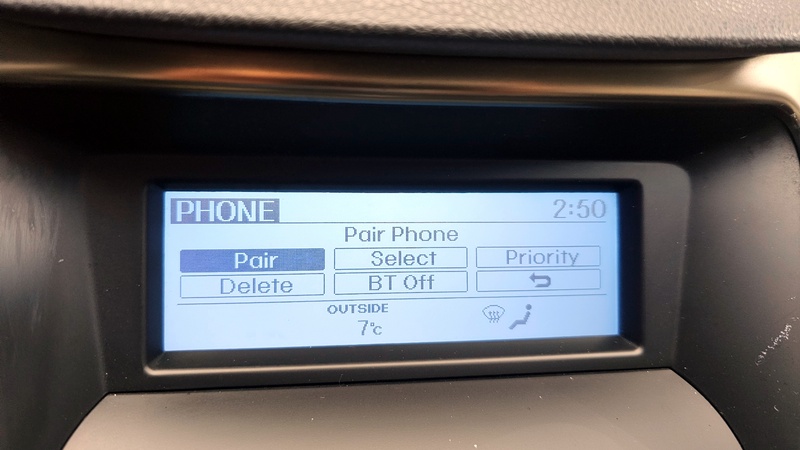 PHONE 2:50
Pair Phone
Pair Select Priority
Delete BT Off
OUTSIDE
7°c